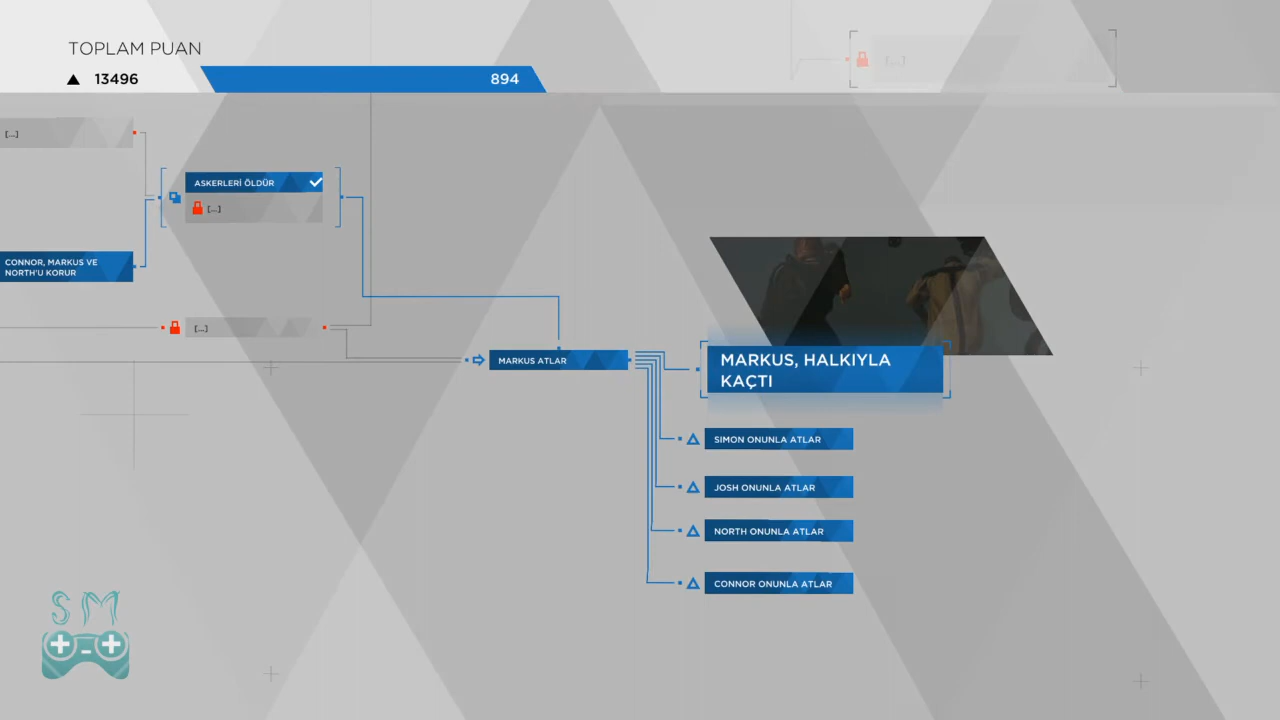 TOPLAM PUAN
13496
894
[...]
[...]
ASKERLERİ ÖLDÜR
[...]
CONNOR, MARKUS VE
NORTH'U KORUR
[...]
MARKUS ATLAR
MARKUS, HALKIYLA
KAÇTI
SIMON ONUNLA ATLAR
JOSH ONUNLA ATLAR
NORTH ONUNLA ATLAR
CONNOR ONUNLA ATLAR
SM